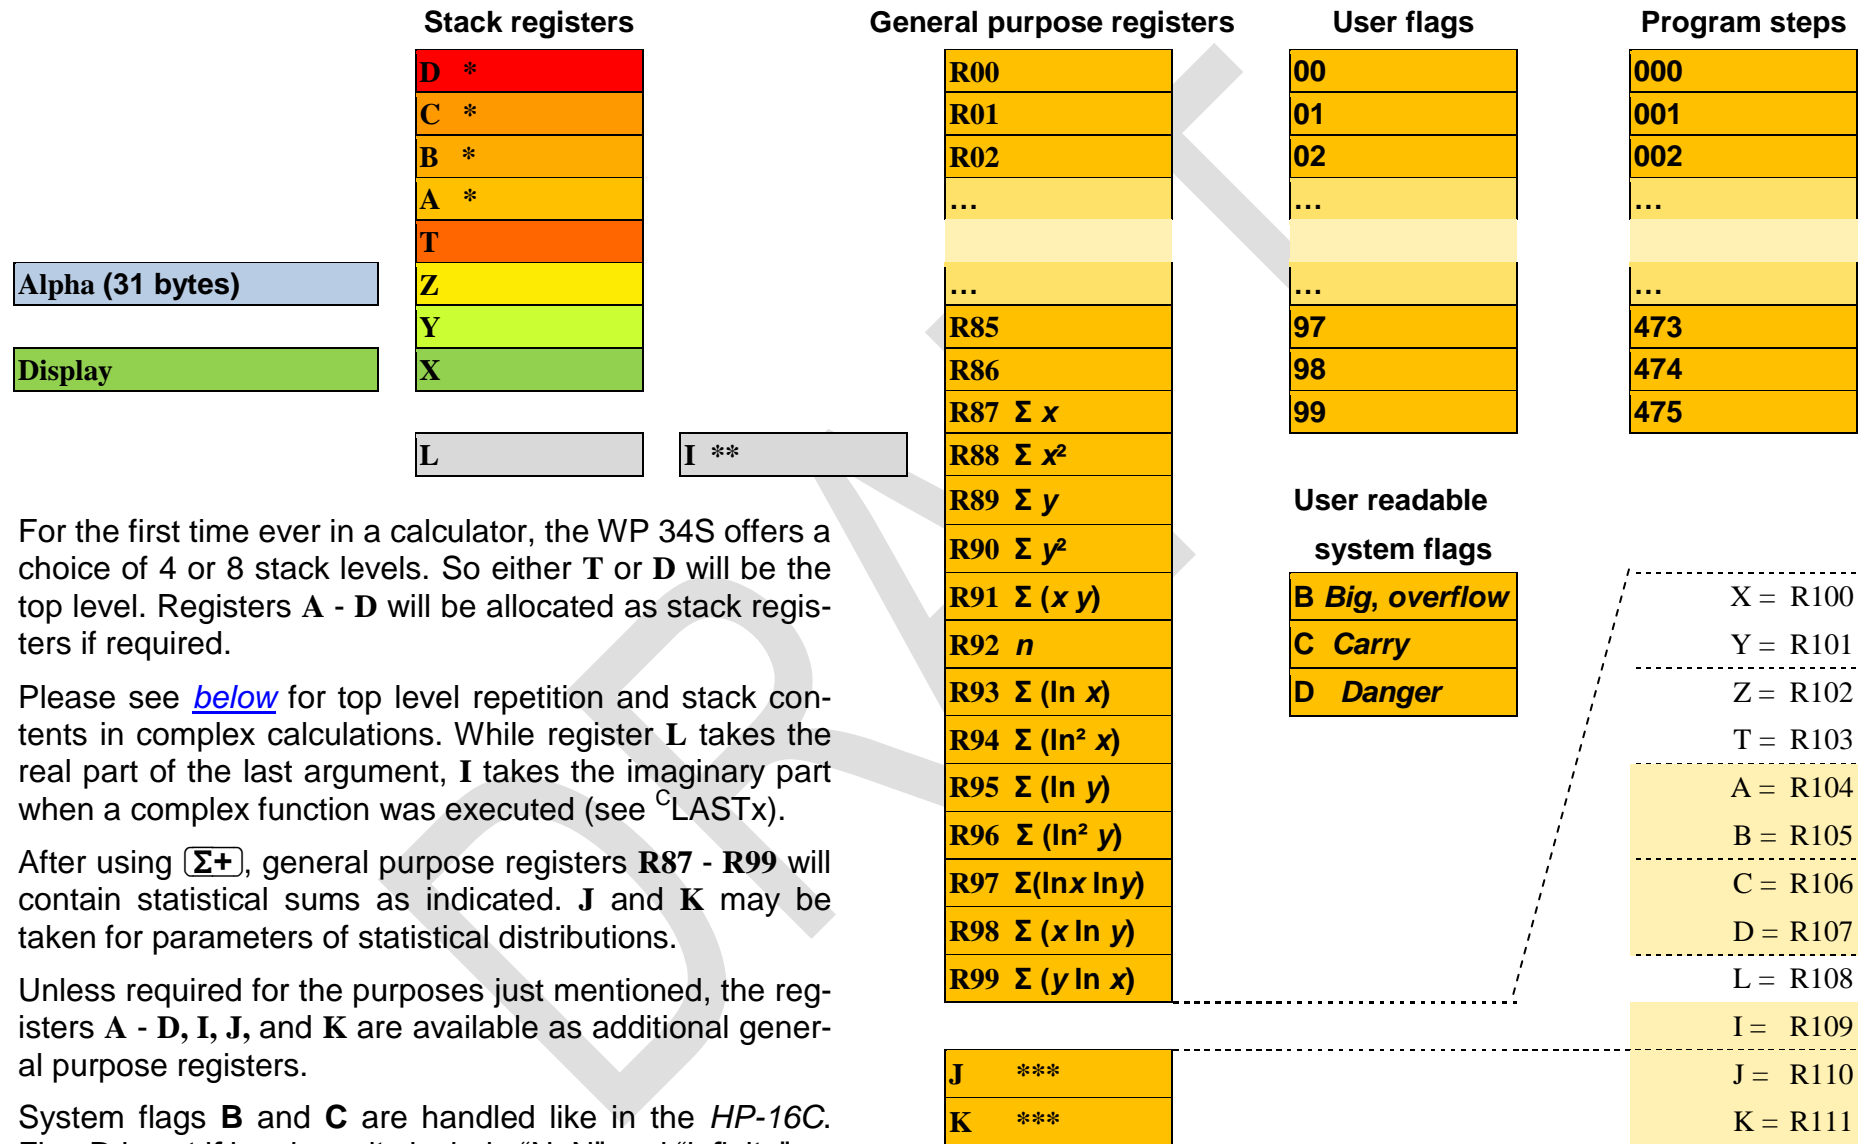 Stack registers
General purpose registers
User flags
Program steps
D *
C *
B *
A *
T
Z
Y
X
Alpha (31 bytes)
Display
L
I **
R00
R01
R02
...
...
R85
R86
R87 Σ x
R88 Σ x²
R89 Σ y
R90 Σ y²
R91 Σ (x y)
R92 n
R93 Σ (ln x)
R94 Σ (ln² x)
R95 Σ (ln y)
R96 Σ (ln² y)
R97 Σ(lnx lny)
R98 Σ (x ln y)
R99 Σ (y ln x)
J ***
K ***
00
01
02
...
...
97
98
99
User readable
system flags
B Big, overflow
C Carry
D Danger
000
001
002
...
...
473
474
475
X = R100
Y = R101
Z = R102
T = R103
A = R104
B = R105
C = R106
D = R107
L = R108
I = R109
J = R110
K = R111
For the first time ever in a calculator, the WP 34S offers a
choice of 4 or 8 stack levels. So either T or D will be the
top level. Registers A - D will be allocated as stack regis-
ters if required.
Please see below for top level repetition and stack con-
tents in complex calculations. While register L takes the
real part of the last argument, I takes the imaginary part
when a complex function was executed (see ᶜLASTx).
After using Σ+, general purpose registers R87 - R99 will
contain statistical sums as indicated. J and K may be
taken for parameters of statistical distributions.
Unless required for the purposes just mentioned, the reg-
isters A - D, I, J, and K are available as additional gener-
al purpose registers.
System flags B and C are handled like in the HP-16C.
DRAFT